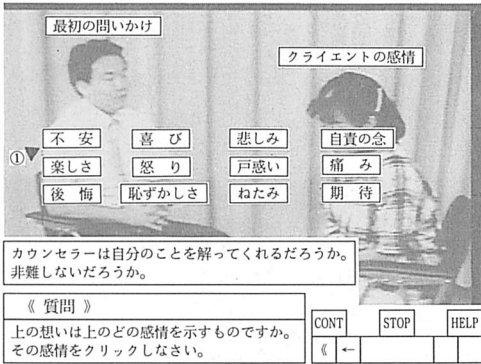 最初の問いかけ
クライエントの感情
不安 喜び 悲しみ 自責の念
① 楽しさ 怒り 戸惑い 痛み
後悔 恥ずかしさ ねたみ 期待
カウンセラーは自分のことを解ってくれるだろうか。
非難しないだろうか。
《 質問 》
上の想いは上のどの感情を示すものですか。
その感情をクリックしなさい。
CONT STOP HELP
《 ←